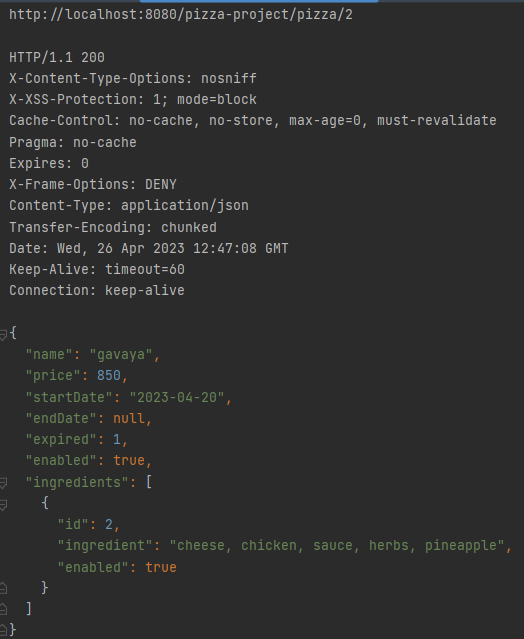 http://localhost:8080/pizza-project/pizza/2
HTTP/1.1 200
X-Content-Type-Options: nosniff
X-XSS-Protection: 1; mode=block
Cache-Control: no-cache, no-store, max-age=0, must-revalidate
Pragma: no-cache
Expires: 0
X-Frame-Options: DENY
Content-Type: application/json
Transfer-Encoding: chunked
Date: Wed, 26 Apr 2023 12:47:08 GMT
Keep-Alive: timeout=60
Connection: keep-alive
{
"name": "gavaya",
"price": 850,
"startDate": "2023-04-20",
"endDate": null,
"expired": 1,
"enabled": true,
"ingredients": [
{
"id": 2,
"ingredient": "cheese, chicken, sauce, herbs, pineapple",
"enabled": true
}
]
}